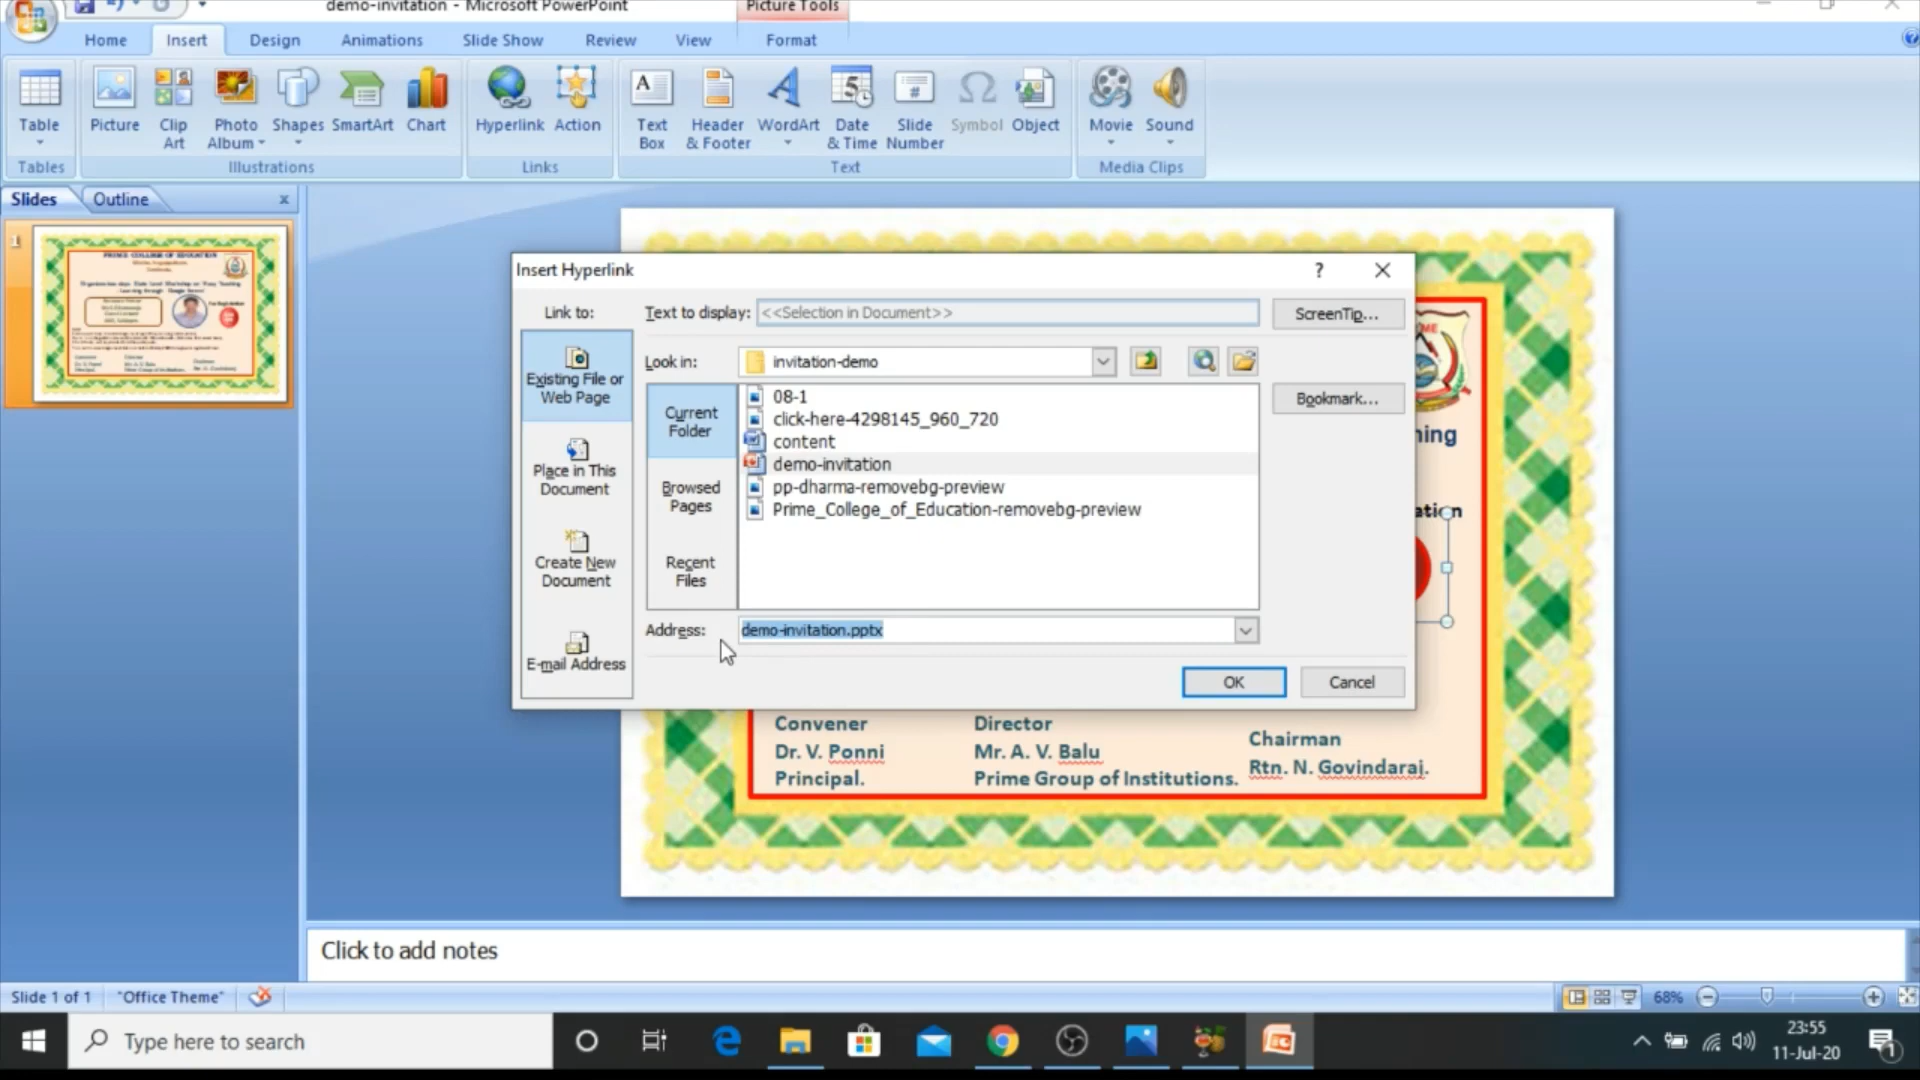 demo-invitation - Microsoft PowerPoint
Picture Tools
Home
Insert
Design
Animations
Slide Show
Review
View
Format
Table
Picture
Clip Art
Photo Album
Shapes
SmartArt
Chart
Hyperlink
Action
Text Box
Header & Footer
WordArt
Date & Time
Slide Number
Symbol
Object
Movie
Sound
Tables
Illustrations
Links
Text
Media Clips
Slides
Outline
1
PRIME COLLEGE OF EDUCATION
Insert Hyperlink
?
Link to:
Text to display:
<<Selection in Document>>
ScreenTip...
Existing File or Web Page
Look in:
invitation-demo
Bookmark...
Current Folder
08-1
click-here-4298145_960_720
content
demo-invitation
pp-dharma-removebg-preview
Prime_College_of_Education-removebg-preview
Place in This Document
Browsed Pages
Create New Document
Recent Files
E-mail Address
Address:
demo-invitation.pptx
OK
Cancel
Convener
Dr. V. Ponni
Principal.
Director
Mr. A. V. Balu
Prime Group of Institutions.
Chairman
Rtn. N. Govindaraj.
Click to add notes
Slide 1 of 1
"Office Theme"
68%
Type here to search
23:55
11-Jul-20
1